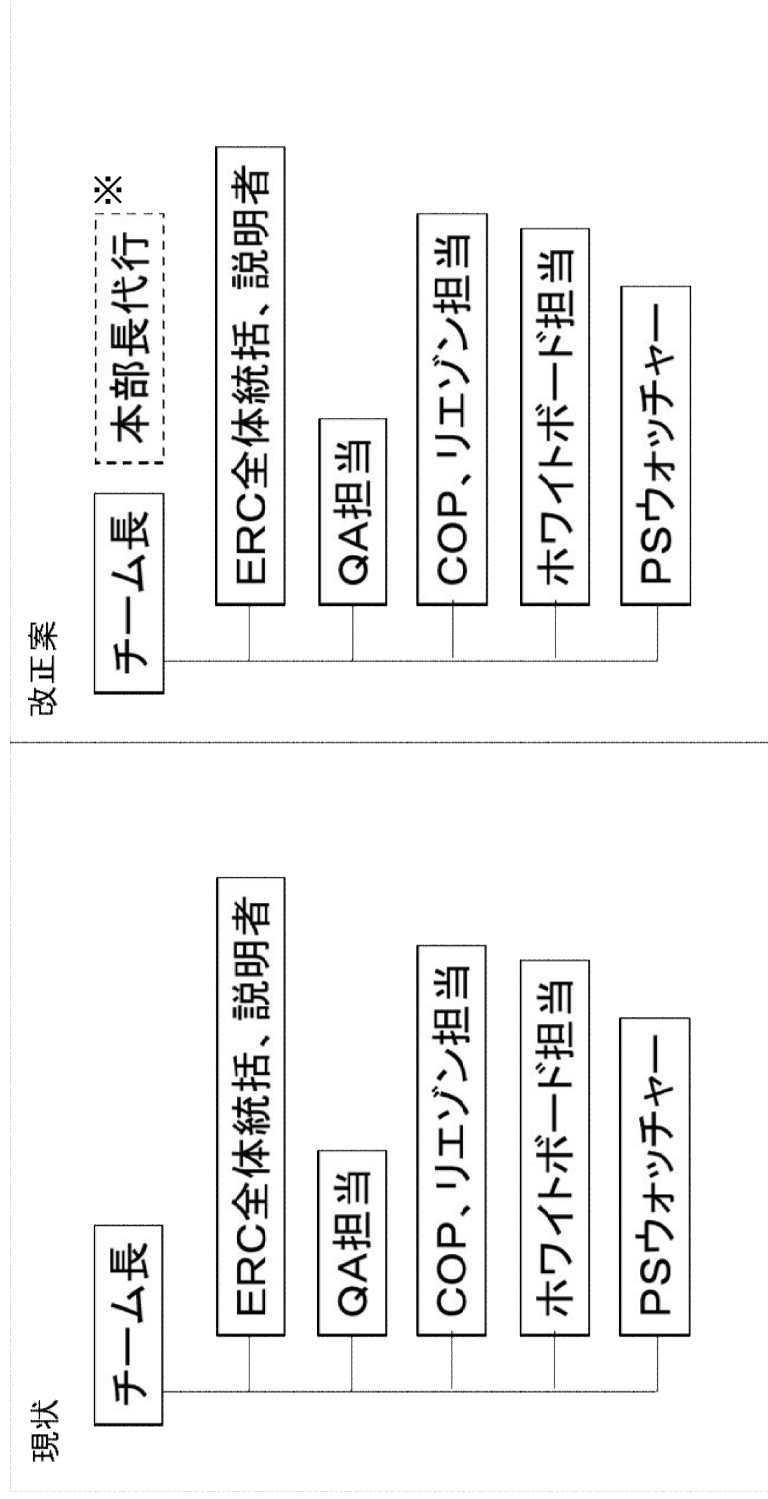 現状
チーム長
ERC全体統括、説明者
QA担当
COP、リエゾン担当
ホワイトボード担当
PSウォッチャー
改正案
チーム長
本部長代行
※
ERC全体統括、説明者
QA担当
COP、リエゾン担当
ホワイトボード担当
PSウォッチャー